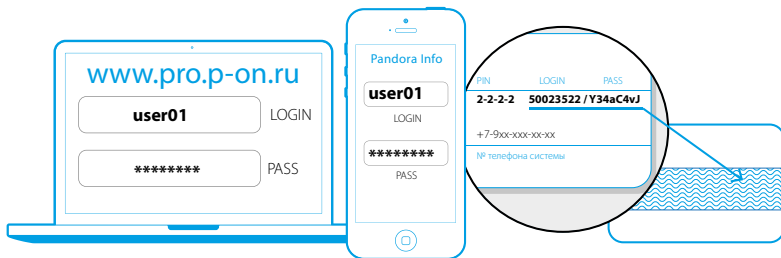 www.pro.p-on.ru
user01
LOGIN
********
PASS
Pandora Info
user01
LOGIN
********
PASS
PIN LOGIN PASS
2-2-2-2 50023522 / Y34aC4vJ
+7-9xx-xxx-xx-xx
№ телефона системы